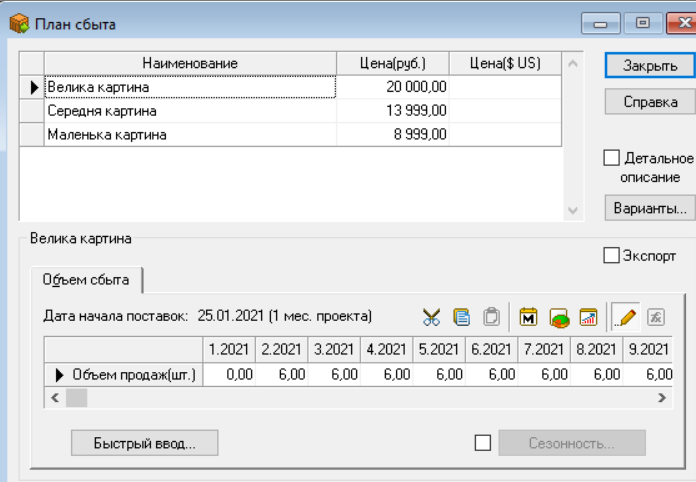 План сбыта
Наименование Цена(руб.) Цена($ US)
Велика картина 20 000,00
Середня картина 13 999,00
Маленька картина 8 999,00
Закрыть
Справка
Детальное
описание
Варианты...
Велика картина
Экспорт
Объем сбыта
Дата начала поставок: 25.01.2021 (1 мес. проекта)
1.2021 2.2021 3.2021 4.2021 5.2021 6.2021 7.2021 8.2021 9.2021
Объем продаж(шт.) 0,00 6,00 6,00 6,00 6,00 6,00 6,00 6,00 6,00
Быстрый ввод...
Сезонность...